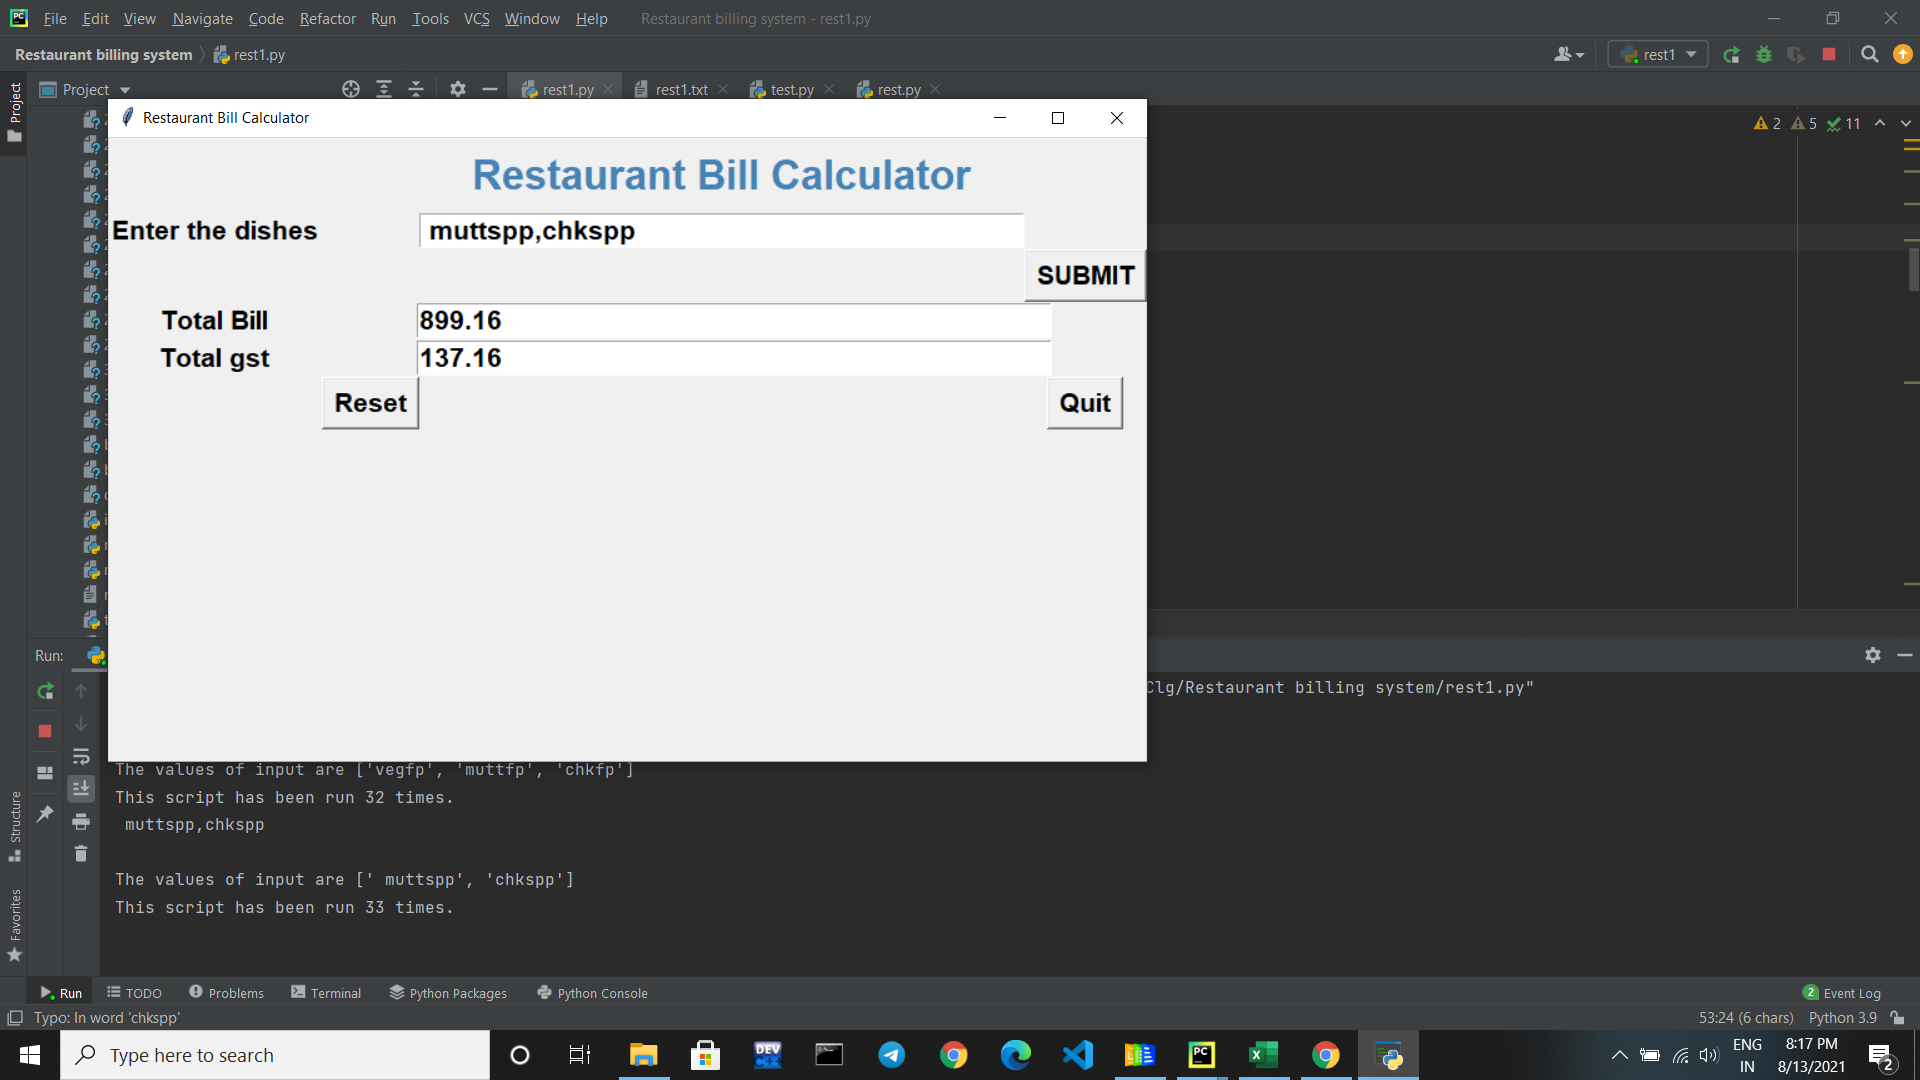 File Edit View Navigate Code Refactor Run Tools VCS Window Help Restaurant billing system - rest1.py
Restaurant billing system rest1.py rest1
Project rest1.py rest1.txt test.py rest.py
Project
2 5 11
Restaurant Bill Calculator
Restaurant Bill Calculator
Enter the dishes muttspp,chkspp
SUBMIT
Total Bill 899.16
Total gst 137.16
Reset Quit
Run:
Clg/Restaurant billing system/rest1.py"
The values of input are ['vegfp', 'muttfp', 'chkfp']
This script has been run 32 times.
muttspp,chkspp
The values of input are [' muttspp', 'chkspp']
This script has been run 33 times.
Structure
Favorites
Run TODO Problems Terminal Python Packages Python Console 2 Event Log
Typo: In word 'chkspp' 53:24 (6 chars) Python 3.9
Type here to search DEV C++ PC ENG 8:17 PM
IN 8/13/2021 2